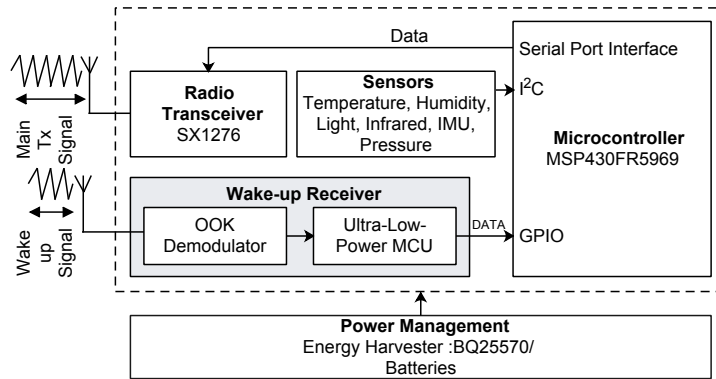 Data
Serial Port Interface
Radio
Transceiver
SX1276
Sensors
Temperature, Humidity,
Light, Infrared, IMU,
Pressure
I²C
Microcontroller
MSP430FR5969
Main
Tx
Signal
Wake-up Receiver
OOK
Demodulator
Ultra-Low-
Power MCU
DATA
GPIO
Wake
up
Signal
Power Management
Energy Harvester :BQ25570/
Batteries